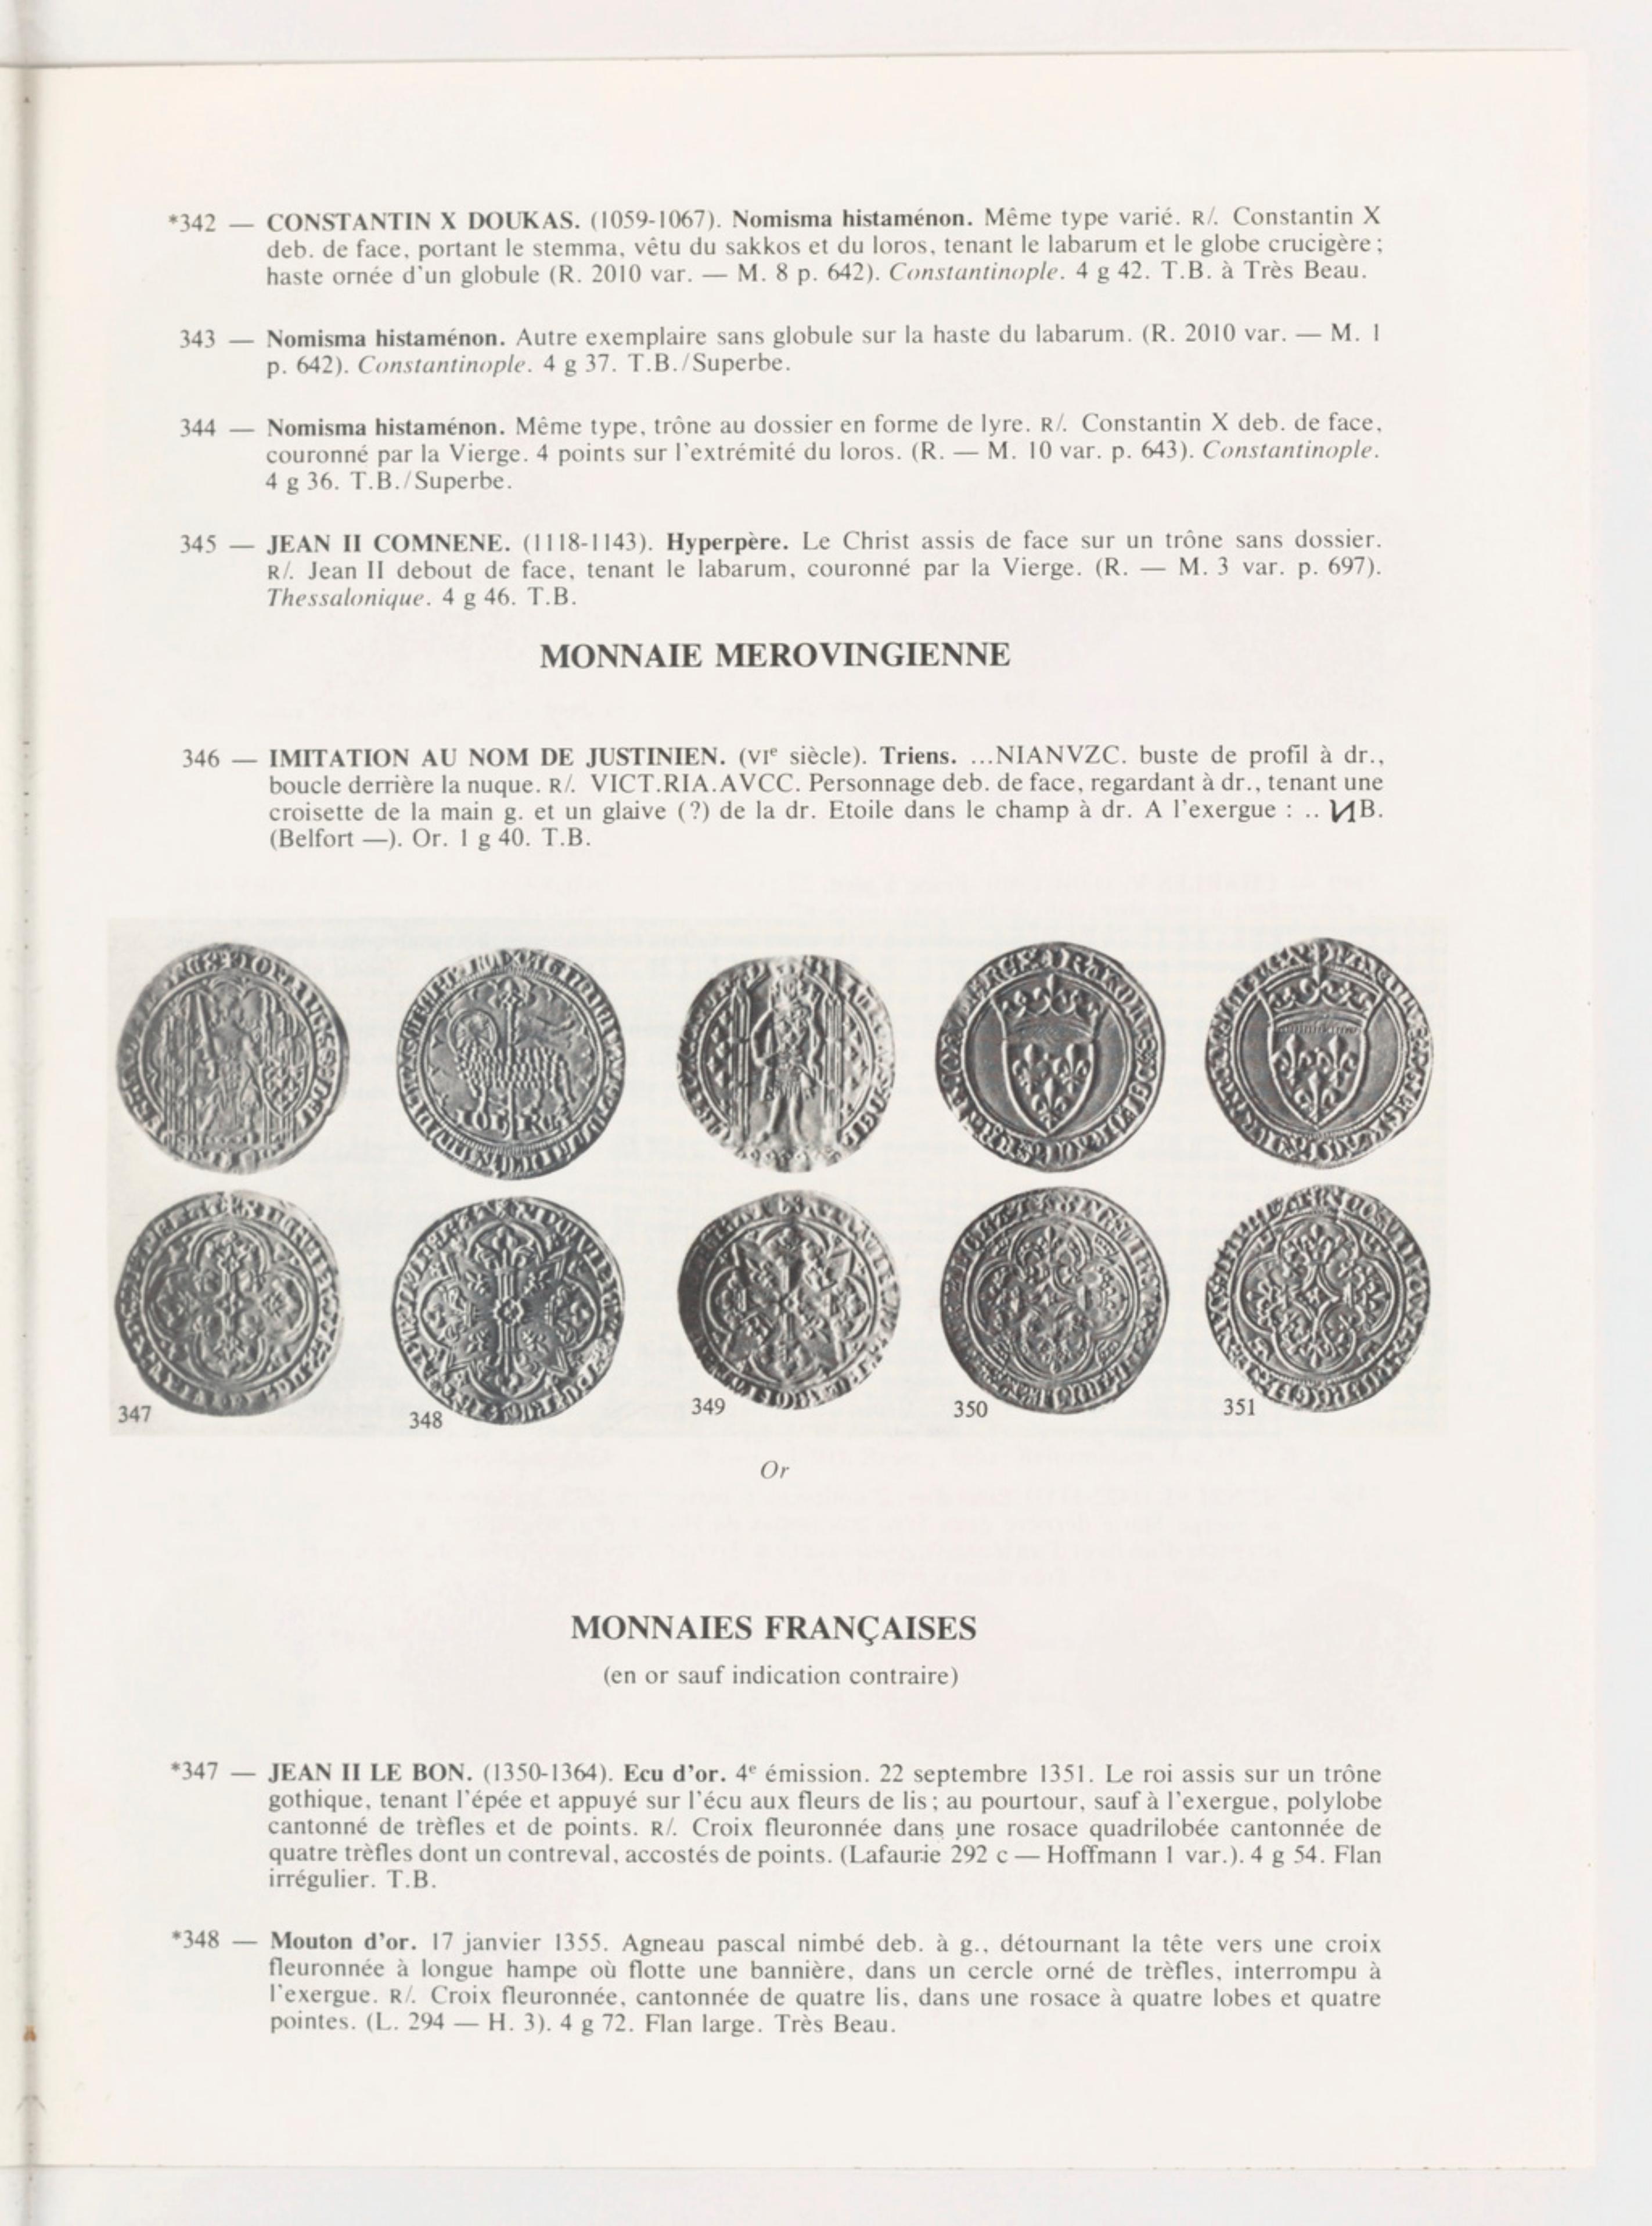 *342 — CONSTANTIN X DOUKAS. (1059-1067). Nomisma histaménon. Même type varié. R/. Constantin X
deb. de face, portant le stemma, vêtu du sakkos et du loros, tenant le labarum et le globe crucigère ;
haste ornée d'un globule (R. 2010 var. — M. 8 p. 642). Constantinople. 4 g 42. T.B. à Très Beau.
343 — Nomisma histaménon. Autre exemplaire sans globule sur la haste du labarum. (R. 2010 var. — M. 1
p. 642). Constantinople. 4 g 37. T.B./Superbe.
344 — Nomisma histaménon. Même type, trône au dossier en forme de lyre. R/. Constantin X deb. de face,
couronné par la Vierge. 4 points sur l'extrémité du loros. (R. — M. 10 var. p. 643). Constantinople.
4 g 36. T.B./Superbe.
345 — JEAN II COMNENE. (1118-1143). Hyperpère. Le Christ assis de face sur un trône sans dossier.
R/. Jean II debout de face, tenant le labarum, couronné par la Vierge. (R. — M. 3 var. p. 697).
Thessalonique. 4 g 46. T.B.
MONNAIE MEROVINGIENNE
346 — IMITATION AU NOM DE JUSTINIEN. (VIe siècle). Triens. ...NIANVZC. buste de profil à dr.,
boucle derrière la nuque. R/. VICT.RIA.AVCC. Personnage deb. de face, regardant à dr., tenant une
croisette de la main g. et un glaive (?) de la dr. Etoile dans le champ à dr. A l'exergue : .. ИB.
(Belfort —). Or. 1 g 40. T.B.
347
348
349
350
351
Or
MONNAIES FRANÇAISES
(en or sauf indication contraire)
*347 — JEAN II LE BON. (1350-1364). Ecu d'or. 4e émission. 22 septembre 1351. Le roi assis sur un trône
gothique, tenant l'épée et appuyé sur l'écu aux fleurs de lis ; au pourtour, sauf à l'exergue, polylobe
cantonné de trèfles et de points. R/. Croix fleuronnée dans une rosace quadrilobée cantonnée de
quatre trèfles dont un contreval, accostés de points. (Lafaurie 292 c — Hoffmann 1 var.). 4 g 54. Flan
irrégulier. T.B.
*348 — Mouton d'or. 17 janvier 1355. Agneau pascal nimbé deb. à g., détournant la tête vers une croix
fleuronnée à longue hampe où flotte une bannière, dans un cercle orné de trèfles, interrompu à
l'exergue. R/. Croix fleuronnée, cantonnée de quatre lis, dans une rosace à quatre lobes et quatre
pointes. (L. 294 — H. 3). 4 g 72. Flan large. Très Beau.